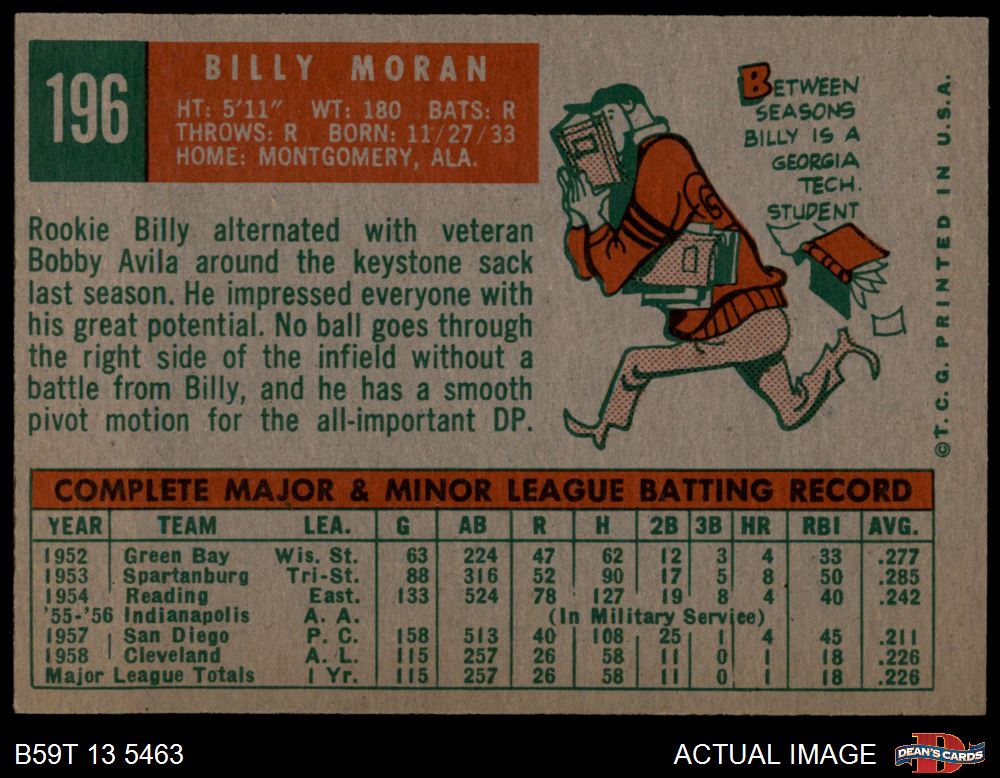 196
BILLY MORAN
HT: 5'11" WT: 180 BATS: R
THROWS: R BORN: 11/27/33
HOME: MONTGOMERY, ALA.
Rookie Billy alternated with veteran
Bobby Avila around the keystone sack
last season. He impressed everyone with
his great potential. No ball goes through
the right side of the infield without a
battle from Billy, and he has a smooth
pivot motion for the all-important DP.
BETWEEN
SEASONS
BILLY IS A
GEORGIA
TECH.
STUDENT
G
©T.C.G. PRINTED IN U.S.A.
COMPLETE MAJOR & MINOR LEAGUE BATTING RECORD
YEAR TEAM LEA. G AB R H 2B 3B HR RBI AVG.
1952 Green Bay Wis. St. 63 224 47 62 12 3 4 33 .277
1953 Spartanburg Tri-St. 88 316 52 90 17 5 8 50 .285
1954 Reading East. 133 524 78 127 19 8 4 40 .242
'55-'56 Indianapolis A. A. (In Military Service)
1957 San Diego P. C. 158 513 40 108 25 1 4 45 .211
1958 Cleveland A. L. 115 257 26 58 11 0 1 18 .226
Major League Totals 1 Yr. 115 257 26 58 11 0 1 18 .226
B59T 13 5463
ACTUAL IMAGE
D
DEAN'S CARDS